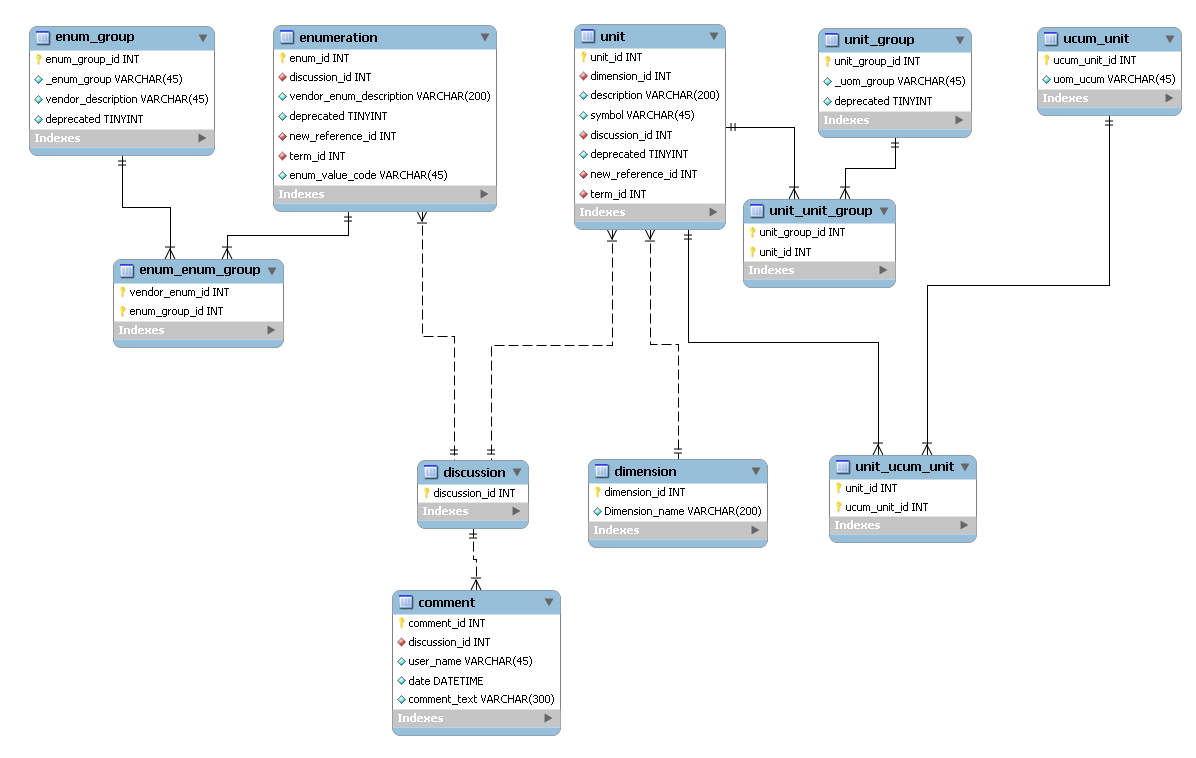 enum_group
enum_group_id INT
_enum_group VARCHAR(45)
vendor_description VARCHAR(45)
deprecated TINYINT
Indexes
enumeration
enum_id INT
discussion_id INT
vendor_enum_description VARCHAR(200)
deprecated TINYINT
new_reference_id INT
term_id INT
enum_value_code VARCHAR(45)
Indexes
unit
unit_id INT
dimension_id INT
description VARCHAR(200)
symbol VARCHAR(45)
discussion_id INT
deprecated TINYINT
new_reference_id INT
term_id INT
Indexes
unit_group
unit_group_id INT
_uom_group VARCHAR(45)
deprecated TINYINT
Indexes
ucum_unit
ucum_unit_id INT
uom_ucum VARCHAR(45)
Indexes
unit_unit_group
unit_group_id INT
unit_id INT
Indexes
enum_enum_group
vendor_enum_id INT
enum_group_id INT
Indexes
discussion
discussion_id INT
Indexes
dimension
dimension_id INT
Dimension_name VARCHAR(200)
Indexes
unit_ucum_unit
unit_id INT
ucum_unit_id INT
Indexes
comment
comment_id INT
discussion_id INT
user_name VARCHAR(45)
date DATETIME
comment_text VARCHAR(300)
Indexes